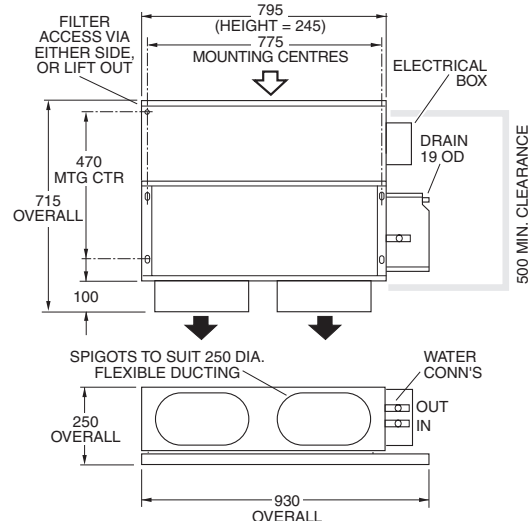 795
(HEIGHT = 245)
775
MOUNTING CENTRES
FILTER
ACCESS VIA
EITHER SIDE,
OR LIFT OUT
ELECTRICAL
BOX
DRAIN
19 OD
470
MTG CTR
715
OVERALL
100
500 MIN. CLEARANCE
SPIGOTS TO SUIT 250 DIA.
FLEXIBLE DUCTING
WATER
CONN'S
OUT
IN
250
OVERALL
930
OVERALL